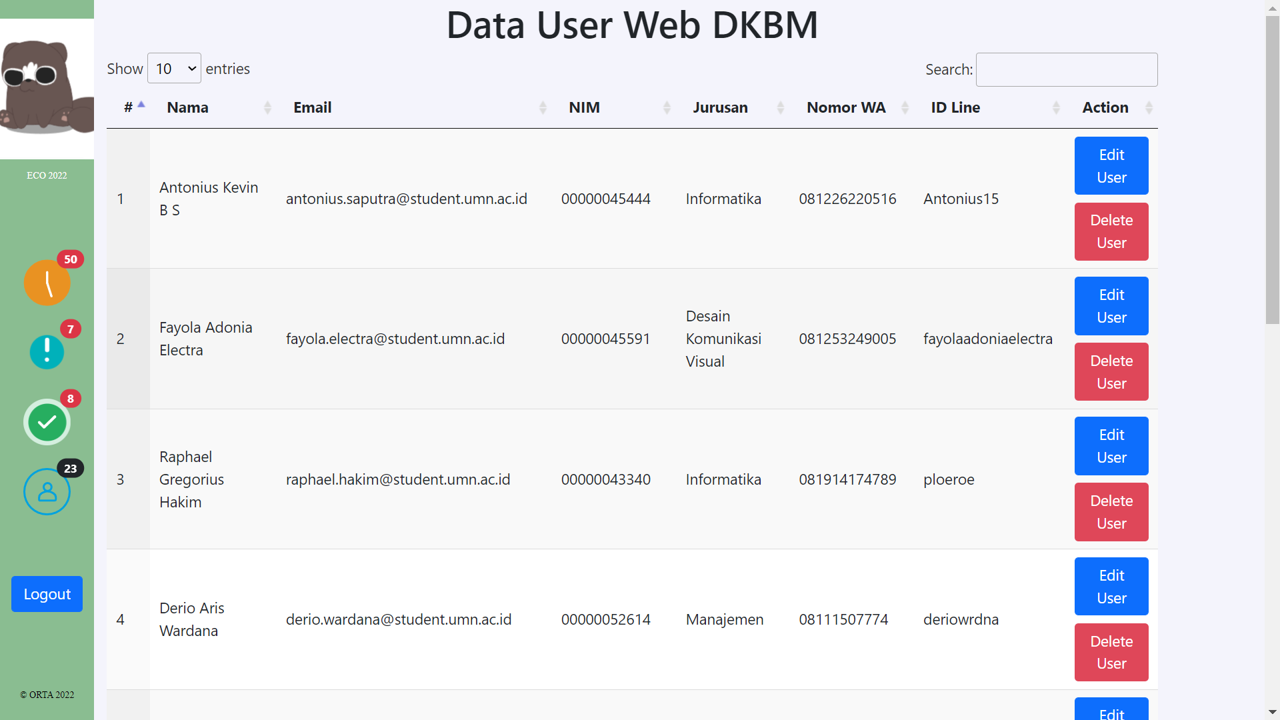 Data User Web DKBM
Show 10 entries
Search:
# Nama Email NIM Jurusan Nomor WA ID Line Action
ECO 2022
50
7
8
23
Logout
© ORTA 2022
1
Antonius Kevin
B S
antonius.saputra@student.umn.ac.id
00000045444
Informatika
081226220516
Antonius15
Edit
User
Delete
User
2
Fayola Adonia
Electra
fayola.electra@student.umn.ac.id
00000045591
Desain
Komunikasi
Visual
081253249005
fayolaadoniaelectra
Edit
User
Delete
User
3
Raphael
Gregorius
Hakim
raphael.hakim@student.umn.ac.id
00000043340
Informatika
081914174789
ploeroe
Edit
User
Delete
User
4
Derio Aris
Wardana
derio.wardana@student.umn.ac.id
00000052614
Manajemen
08111507774
deriowrdna
Edit
User
Delete
User
Edit